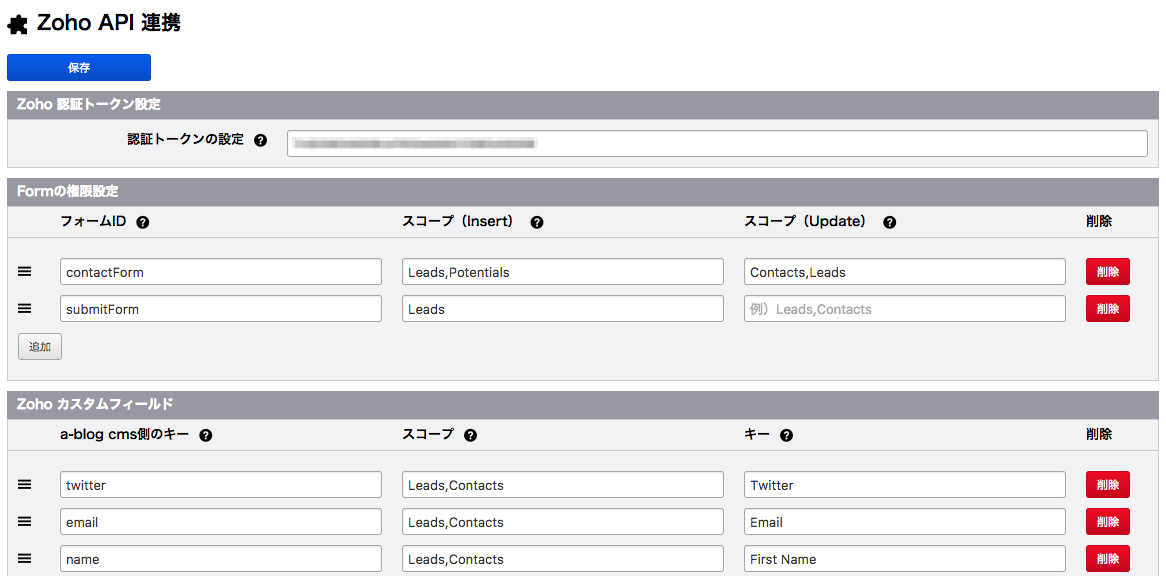 Zoho API 連携
保存
Zoho 認証トークン設定
認証トークンの設定 ?
Formの権限設定
フォームID ? スコープ（Insert） ? スコープ（Update） ? 削除
contactForm Leads,Potentials Contacts,Leads 削除
submitForm Leads 例）Leads,Contacts 削除
追加
Zoho カスタムフィールド
a-blog cms側のキー ? スコープ ? キー ? 削除
twitter Leads,Contacts Twitter 削除
email Leads,Contacts Email 削除
name Leads,Contacts First Name 削除